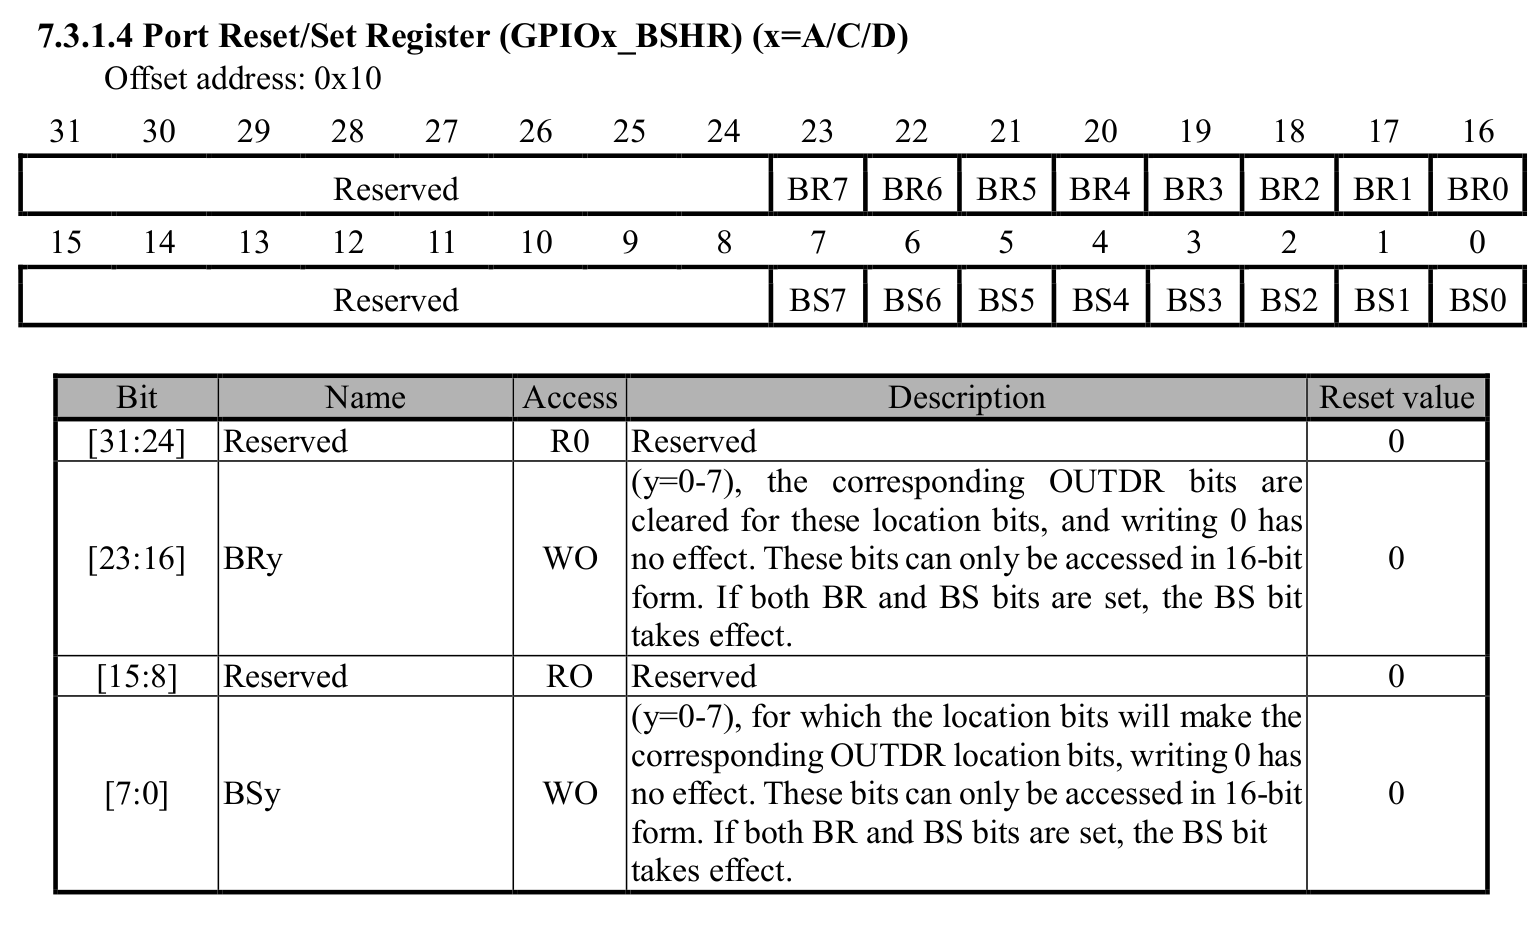 7.3.1.4 Port Reset/Set Register (GPIOx_BSHR) (x=A/C/D)
Offset address: 0x10
31 30 29 28 27 26 25 24 23 22 21 20 19 18 17 16
Reserved BR7 BR6 BR5 BR4 BR3 BR2 BR1 BR0
15 14 13 12 11 10 9 8 7 6 5 4 3 2 1 0
Reserved BS7 BS6 BS5 BS4 BS3 BS2 BS1 BS0
Bit Name Access Description Reset value
[31:24] Reserved R0 Reserved 0
(y=0-7), the corresponding OUTDR bits are
cleared for these location bits, and writing 0 has
[23:16] BRy WO no effect. These bits can only be accessed in 16-bit 0
form. If both BR and BS bits are set, the BS bit
takes effect.
[15:8] Reserved RO Reserved 0
(y=0-7), for which the location bits will make the
corresponding OUTDR location bits, writing 0 has
[7:0] BSy WO no effect. These bits can only be accessed in 16-bit 0
form. If both BR and BS bits are set, the BS bit
takes effect.